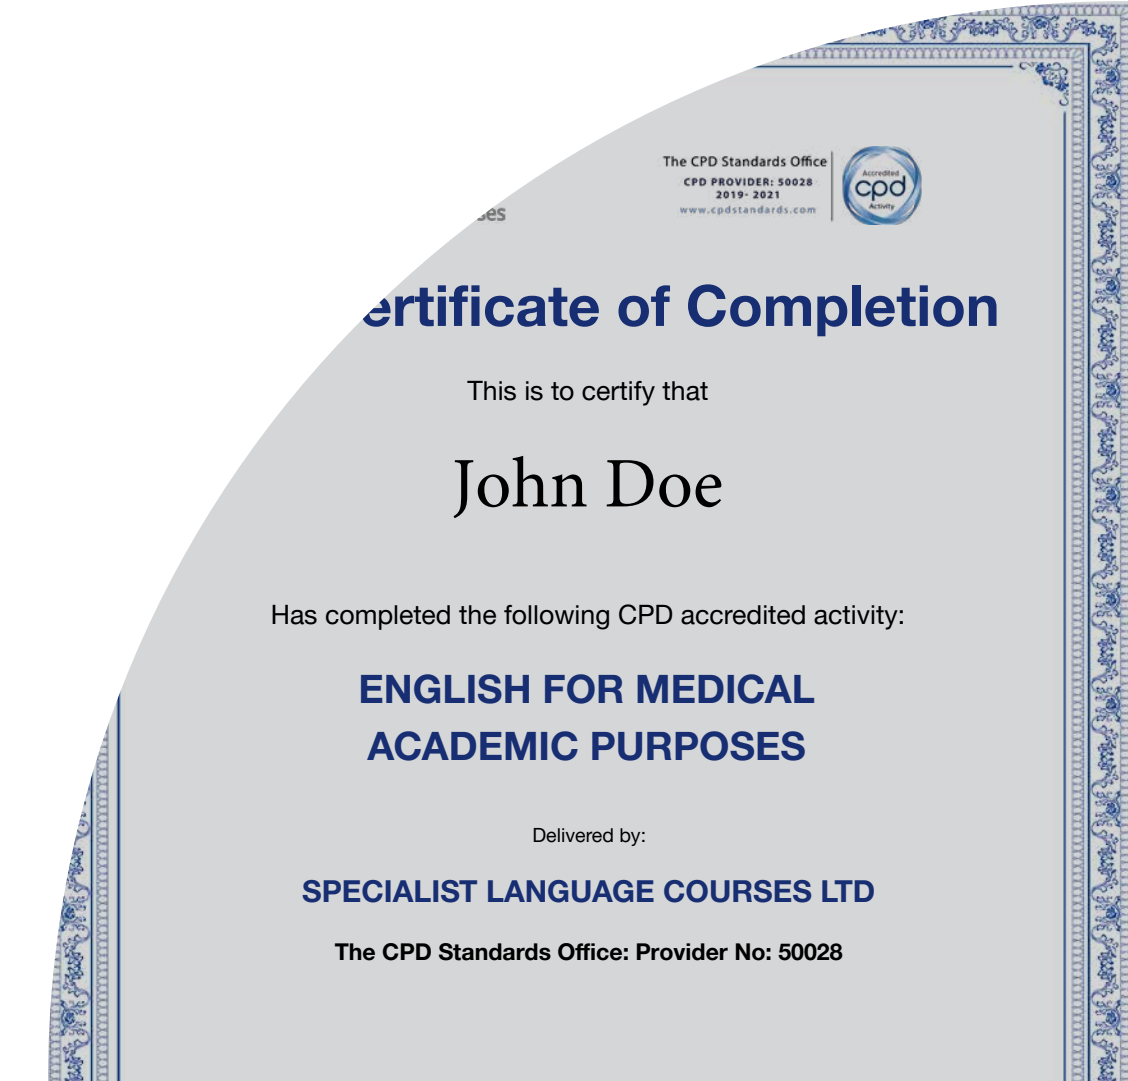 The CPD Standards Office
CPD PROVIDER: 50028
2019- 2021
www.cpdstandards.com
Accredited
cpd
Activity
ses
ertificate of Completion
This is to certify that
John Doe
Has completed the following CPD accredited activity:
ENGLISH FOR MEDICAL
ACADEMIC PURPOSES
Delivered by:
SPECIALIST LANGUAGE COURSES LTD
The CPD Standards Office: Provider No: 50028